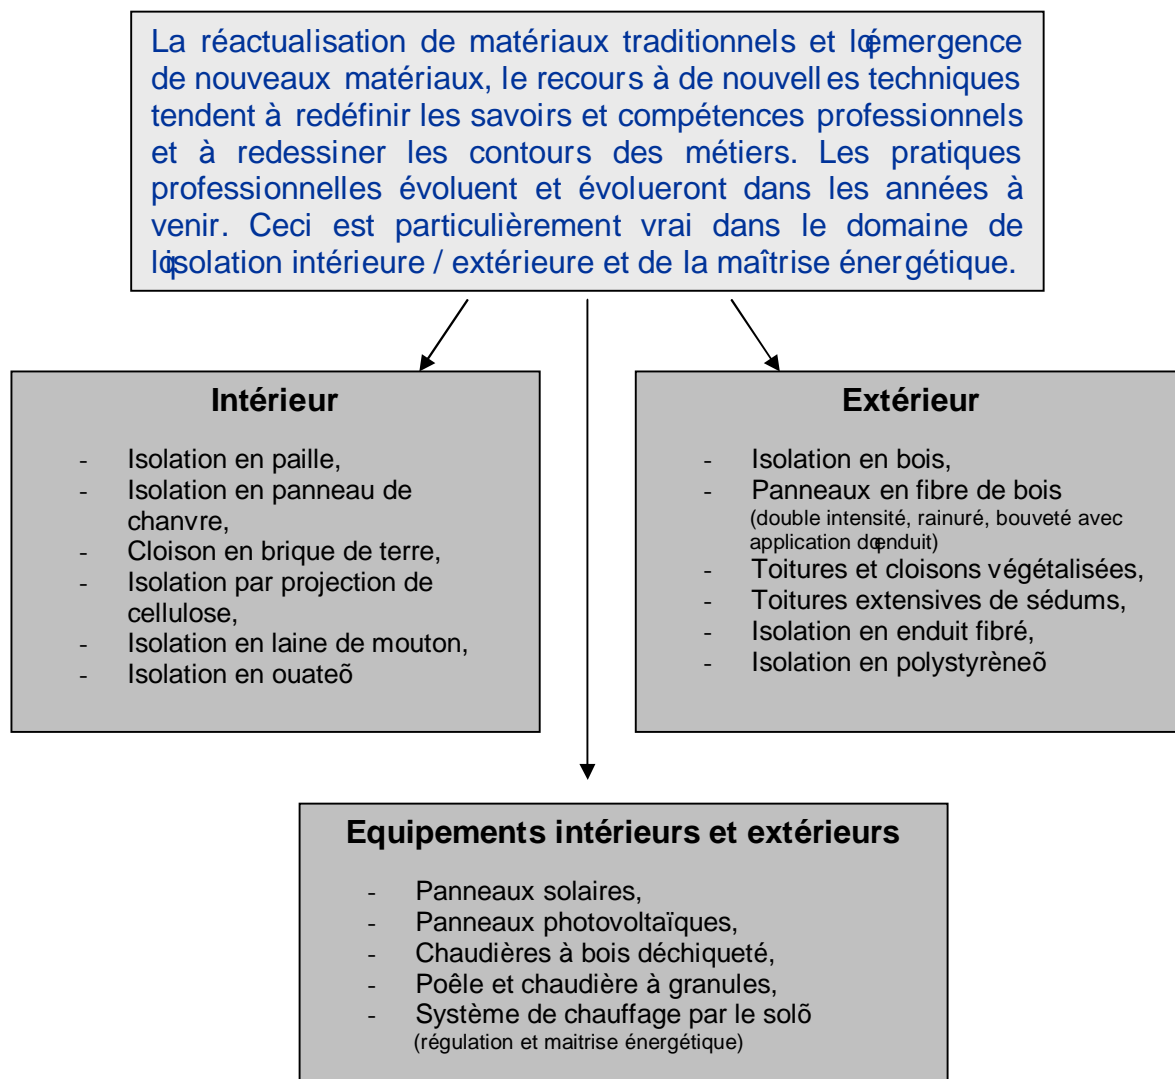 La réactualisation de matériaux traditionnels et lqémergence
de nouveaux matériaux, le recours à de nouvelles techniques
tendent à redéfinir les savoirs et compétences professionnels
et à redessiner les contours des métiers. Les pratiques
professionnelles évoluent et évolueront dans les années à
venir. Ceci est particulièrement vrai dans le domaine de
lqisolation intérieure / extérieure et de la maîtrise énergétique.
Intérieur
- Isolation en paille,
- Isolation en panneau de
chanvre,
- Cloison en brique de terre,
- Isolation par projection de
cellulose,
- Isolation en laine de mouton,
- Isolation en ouateõ
Extérieur
- Isolation en bois,
- Panneaux en fibre de bois
(double intensité, rainuré, bouveté avec
application dqenduit)
- Toitures et cloisons végétalisées,
- Toitures extensives de sédums,
- Isolation en enduit fibré,
- Isolation en polystyrèneõ
Equipements intérieurs et extérieurs
- Panneaux solaires,
- Panneaux photovoltaïques,
- Chaudières à bois déchiqueté,
- Poêle et chaudière à granules,
- Système de chauffage par le solõ
(régulation et maitrise énergétique)